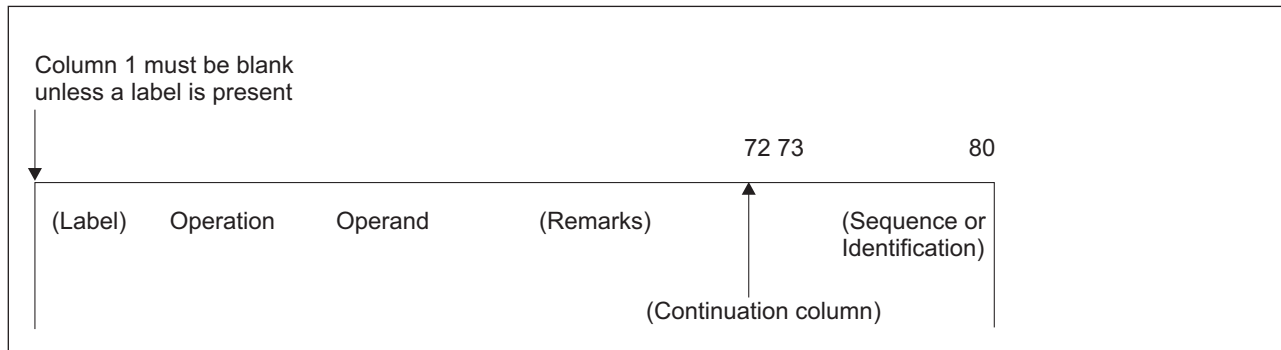 Column 1 must be blank
unless a label is present
72 73 80
(Label) Operation Operand (Remarks) (Sequence or
Identification)
(Continuation column)